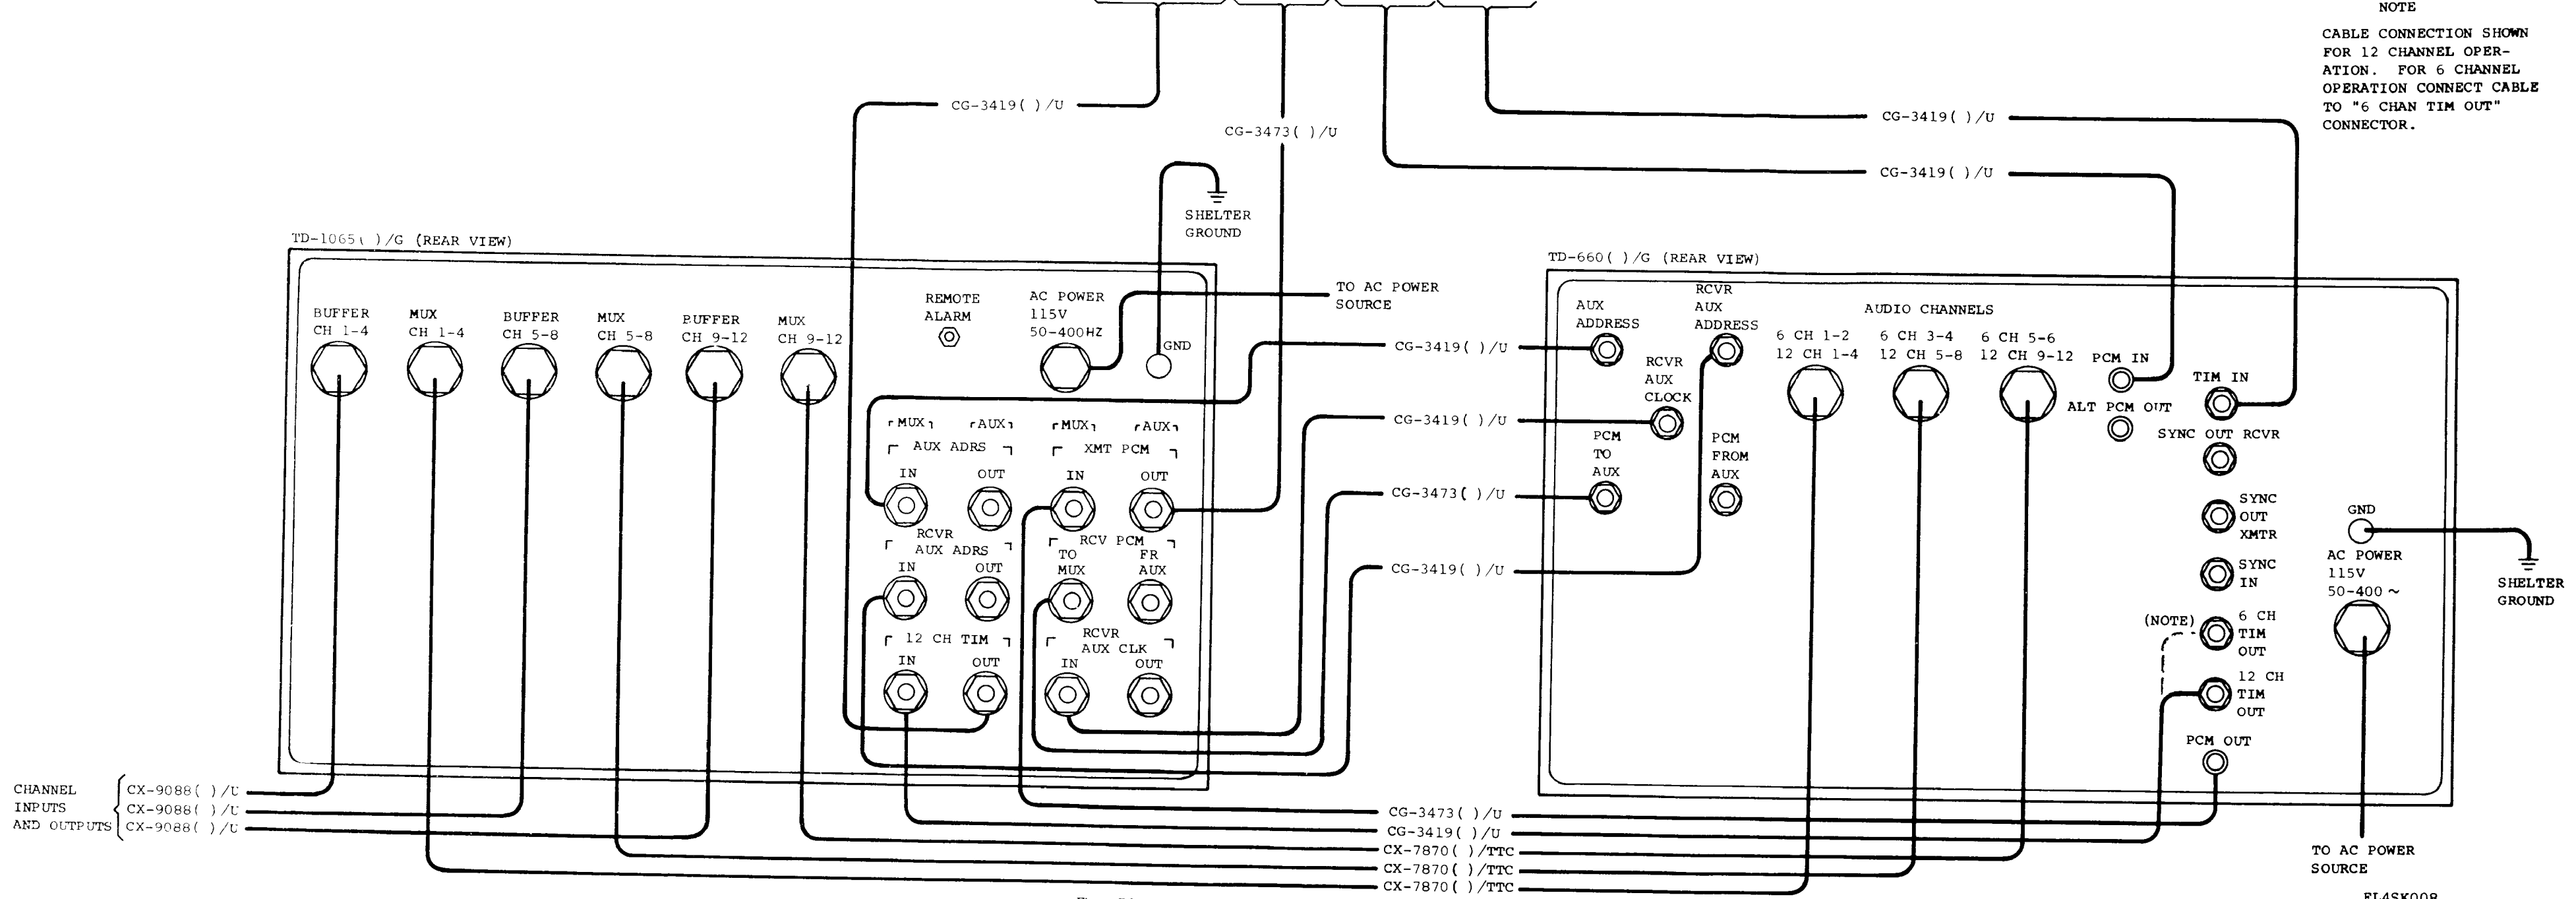 NOTE
CABLE CONNECTION SHOWN
FOR 12 CHANNEL OPER-
ATION. FOR 6 CHANNEL
OPERATION CONNECT CABLE
TO "6 CHAN TIM OUT"
CONNECTOR.
CG-3419( )/U
CG-3473( )/U
CG-3419( )/U
CG-3419( )/U
SHELTER
GROUND
TD-1065( )/G (REAR VIEW)
BUFFER
CH 1-4
MUX
CH 1-4
BUFFER
CH 5-8
MUX
CH 5-8
BUFFER
CH 9-12
MUX
CH 9-12
REMOTE
ALARM
AC POWER
115V
50-400HZ
GND
TO AC POWER
SOURCE
MUX
AUX
MUX
AUX
AUX ADRS
XMT PCM
IN
OUT
IN
OUT
RCVR
AUX ADRS
RCV PCM
IN
OUT
TO
MUX
FR
AUX
12 CH TIM
RCVR
AUX CLK
IN
OUT
IN
OUT
CG-3419( )/U
CG-3419( )/U
CG-3473( )/U
CG-3419( )/U
TD-660( )/G (REAR VIEW)
AUX
ADDRESS
RCVR
AUX
ADDRESS
RCVR
AUX
CLOCK
PCM
TO
AUX
PCM
FROM
AUX
AUDIO CHANNELS
6 CH 1-2
12 CH 1-4
6 CH 3-4
12 CH 5-8
6 CH 5-6
12 CH 9-12
PCM IN
TIM IN
ALT PCM OUT
SYNC OUT RCVR
SYNC
OUT
XMTR
SYNC
IN
(NOTE)
6 CH
TIM
OUT
12 CH
TIM
OUT
PCM OUT
GND
AC POWER
115V
50-400 ~
SHELTER
GROUND
TO AC POWER
SOURCE
CHANNEL
INPUTS
AND OUTPUTS
CX-9088( )/U
CX-9088( )/U
CX-9088( )/U
CG-3473( )/U
CG-3419( )/U
CX-7870( )/TTC
CX-7870( )/TTC
CX-7870( )/TTC
EL4SK008